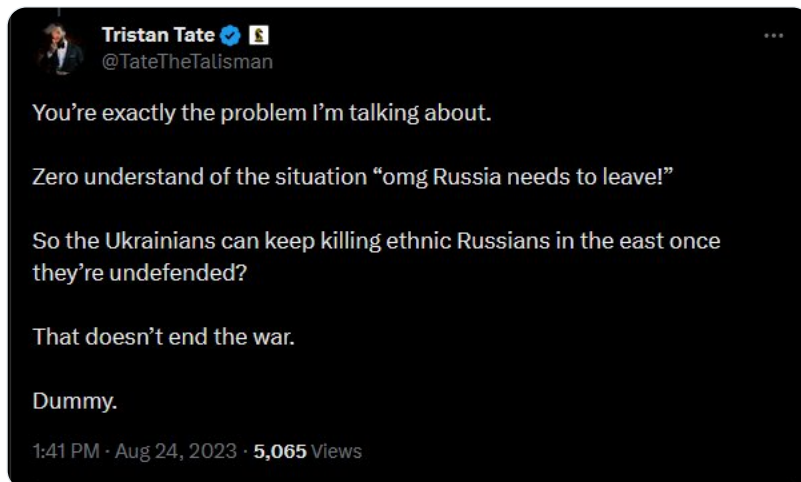 Tristan Tate
@TateTheTalisman
You’re exactly the problem I’m talking about.
Zero understand of the situation “omg Russia needs to leave!”
So the Ukrainians can keep killing ethnic Russians in the east once
they’re undefended?
That doesn’t end the war.
Dummy.
1:41 PM · Aug 24, 2023 · 5,065 Views